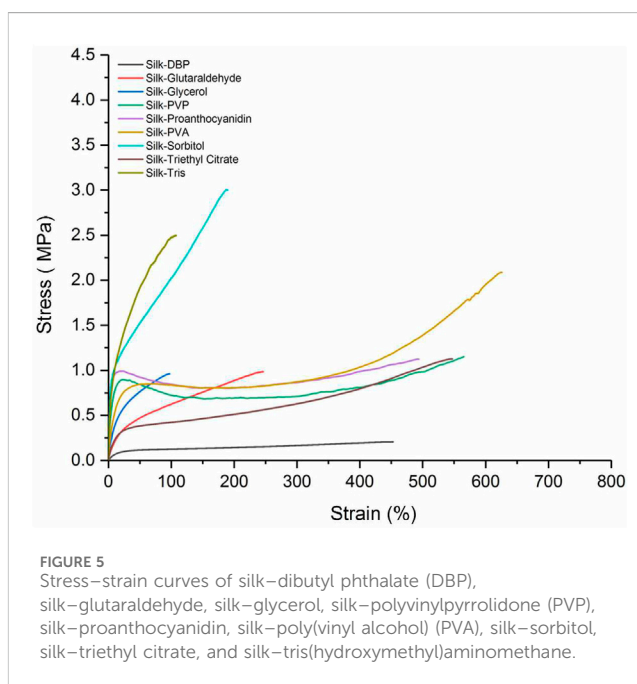 4.5
4.0
3.5
3.0
2.5
2.0
1.5
1.0
0.5
0.0
Stress ( MPa)
Silk-DBP
Silk-Glutaraldehyde
Silk-Glycerol
Silk-PVP
Silk-Proanthocyanidin
Silk-PVA
Silk-Sorbitol
Silk-Triethyl Citrate
Silk-Tris
0 100 200 300 400 500 600 700 800
Strain (%)
FIGURE 5
Stress–strain curves of silk–dibutyl phthalate (DBP),
silk–glutaraldehyde, silk–glycerol, silk–polyvinylpyrrolidone (PVP),
silk–proanthocyanidin, silk–poly(vinyl alcohol) (PVA), silk–sorbitol,
silk–triethyl citrate, and silk–tris(hydroxymethyl)aminomethane.